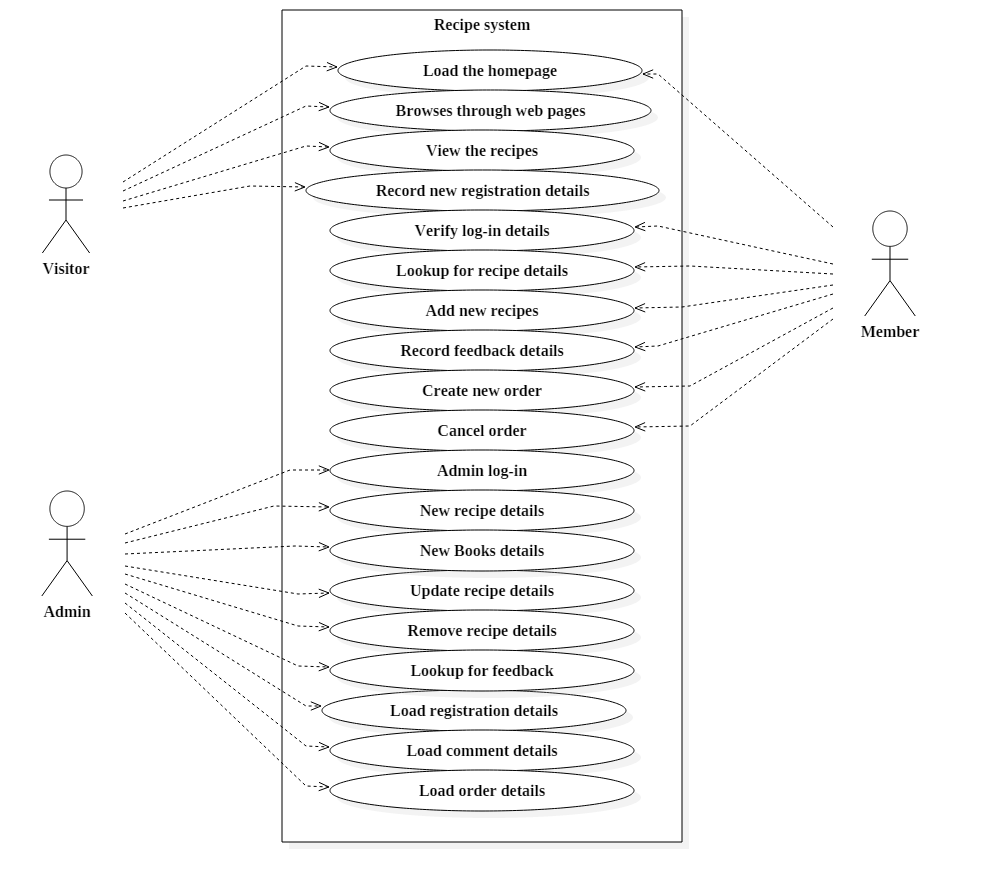 Recipe system
Load the homepage
Browses through web pages
View the recipes
Record new registration details
Verify log-in details
Lookup for recipe details
Add new recipes
Record feedback details
Create new order
Cancel order
Admin log-in
New recipe details
New Books details
Update recipe details
Remove recipe details
Lookup for feedback
Load registration details
Load comment details
Load order details
Visitor
Member
Admin